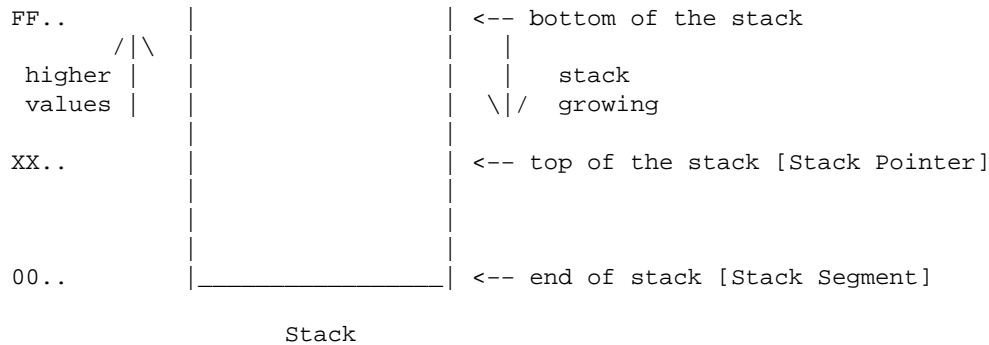 FF.. | | <-- bottom of the stack
/|\ | | |
higher | | | | stack
values | | | \|/ growing
| |
XX.. | | <-- top of the stack [Stack Pointer]
| |
| |
| |
00.. |_________________| <-- end of stack [Stack Segment]
Stack